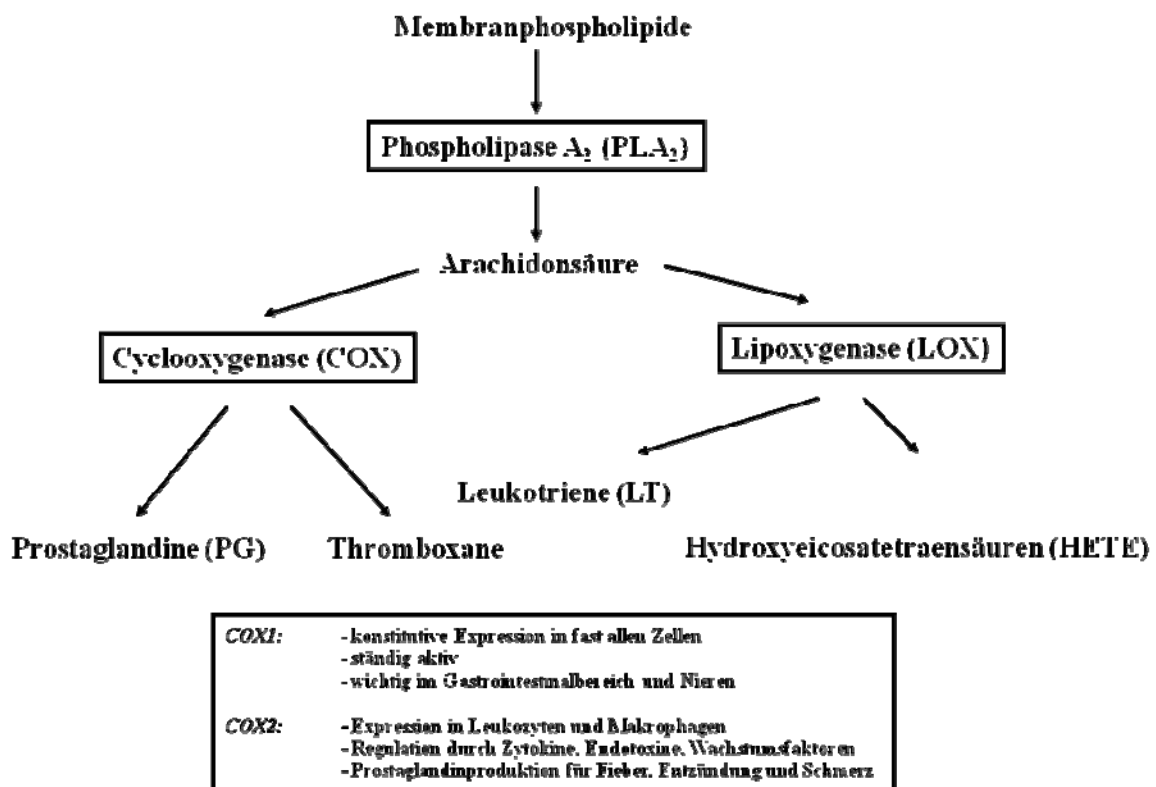 Membranphospholipide
Phospholipase A₂ (PLA₂)
Arachidonsäure
Cyclooxygenase (COX)
Lipoxygenase (LOX)
Leukotriene (LT)
Prostaglandine (PG)
Thromboxane
Hydroxyeicosatetraensäuren (HETE)
COX1: -konstitutive Expression in fast allen Zellen
-ständig aktiv
-wichtig im Gastrointestinalbereich und Nieren
COX2: -Expression in Leukozyten und Makrophagen
-Regulation durch Zytokine, Endotoxine, Wachstumsfaktoren
-Prostaglandinproduktion für Fieber, Entzündung und Schmerz